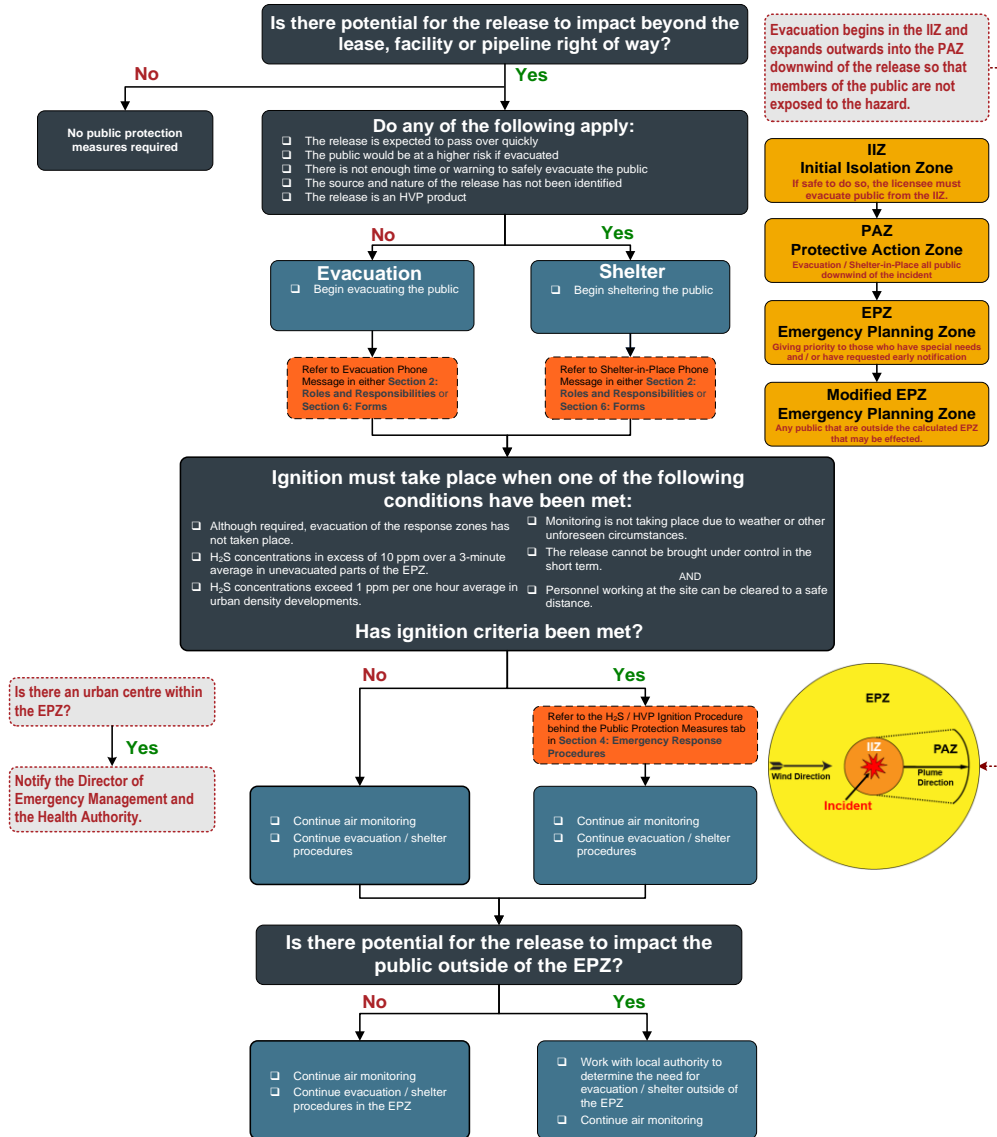 Is there potential for the release to impact beyond the
lease, facility or pipeline right of way?
No
Yes
No public protection
measures required
Do any of the following apply:
❑ The release is expected to pass over quickly
❑ The public would be at a higher risk if evacuated
❑ There is not enough time or warning to safely evacuate the public
❑ The source and nature of the release has not been identified
❑ The release is an HVP product
No
Yes
Evacuation
❑ Begin evacuating the public
Shelter
❑ Begin sheltering the public
Refer to Evacuation Phone
Message in either Section 2:
Roles and Responsibilities or
Section 6: Forms
Refer to Shelter-in-Place Phone
Message in either Section 2:
Roles and Responsibilities or
Section 6: Forms
Evacuation begins in the IIZ and
expands outwards into the PAZ
downwind of the release so that
members of the public are not
exposed to the hazard.
IIZ
Initial Isolation Zone
If safe to do so, the licensee must
evacuate public from the IIZ.
PAZ
Protective Action Zone
Evacuation / Shelter-in-Place all public
downwind of the incident
EPZ
Emergency Planning Zone
Giving priority to those who have special needs
and / or have requested early notification
Modified EPZ
Emergency Planning Zone
Any public that are outside the calculated EPZ
that may be effected.
Ignition must take place when one of the following
conditions have been met:
❑ Although required, evacuation of the response zones has
not taken place.
❑ H₂S concentrations in excess of 10 ppm over a 3-minute
average in unevacuated parts of the EPZ.
❑ H₂S concentrations exceed 1 ppm per one hour average in
urban density developments.
❑ Monitoring is not taking place due to weather or other
unforeseen circumstances.
❑ The release cannot be brought under control in the
short term.
AND
❑ Personnel working at the site can be cleared to a safe
distance.
Has ignition criteria been met?
No
Yes
Is there an urban centre within
the EPZ?
Yes
Notify the Director of
Emergency Management and
the Health Authority.
Refer to the H₂S / HVP Ignition Procedure
behind the Public Protection Measures tab
in Section 4: Emergency Response
Procedures
❑ Continue air monitoring
❑ Continue evacuation / shelter
procedures
❑ Continue air monitoring
❑ Continue evacuation / shelter
procedures
EPZ
IIZ
PAZ
Wind Direction
Plume
Direction
Incident
Is there potential for the release to impact the
public outside of the EPZ?
No
Yes
❑ Continue air monitoring
❑ Continue evacuation / shelter
procedures in the EPZ
❑ Work with local authority to
determine the need for
evacuation / shelter outside of
the EPZ
❑ Continue air monitoring